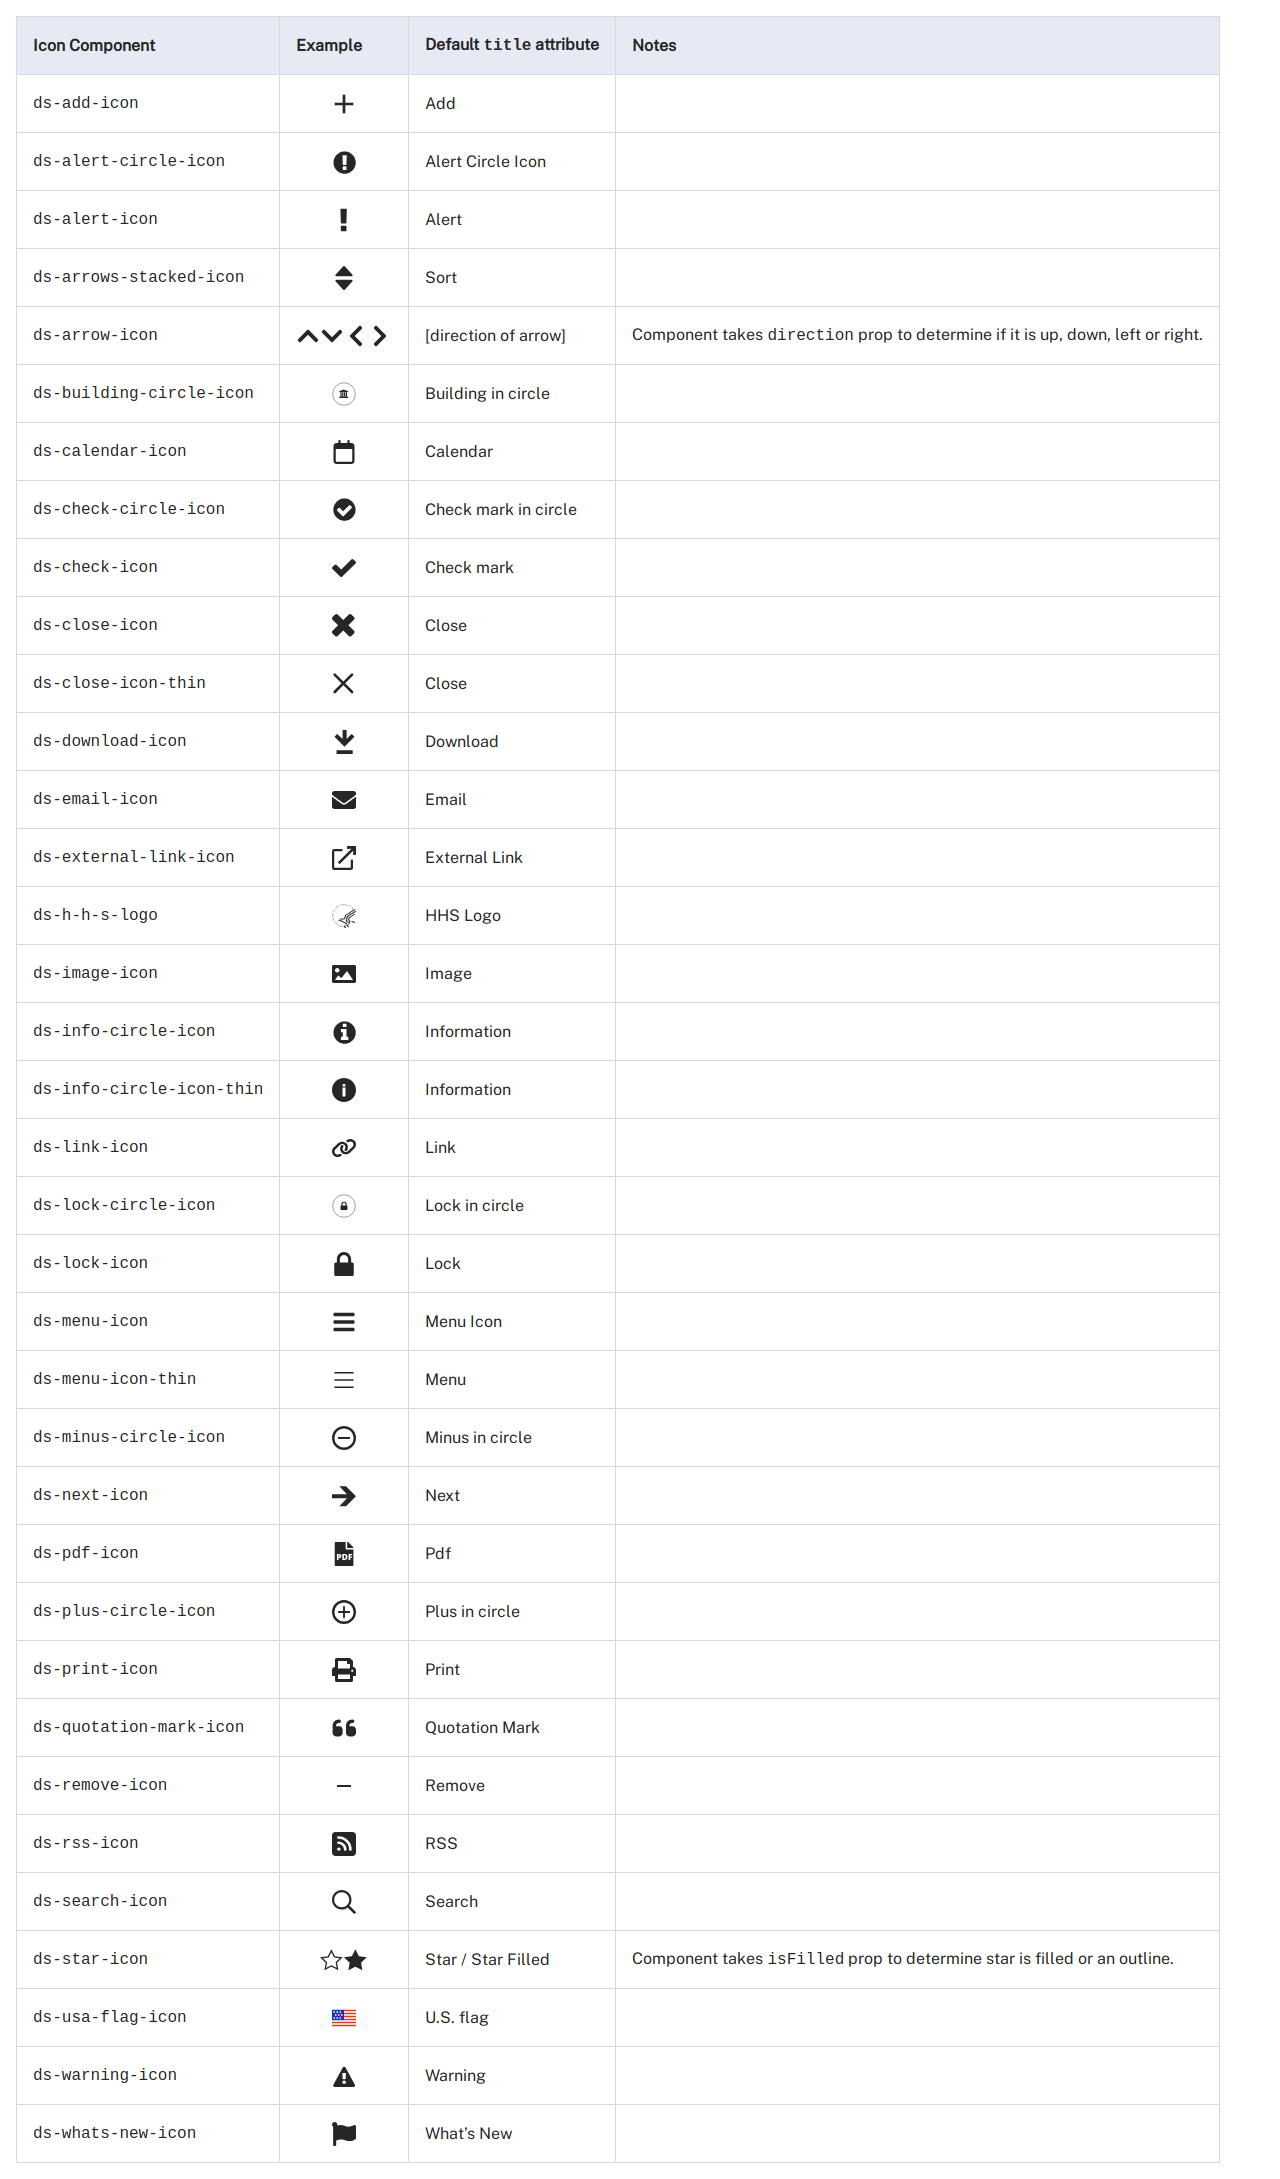 Icon Component Example Default title attribute Notes
ds-add-icon Add
ds-alert-circle-icon Alert Circle Icon
ds-alert-icon Alert
ds-arrows-stacked-icon Sort
ds-arrow-icon [direction of arrow] Component takes direction prop to determine if it is up, down, left or right.
ds-building-circle-icon Building in circle
ds-calendar-icon Calendar
ds-check-circle-icon Check mark in circle
ds-check-icon Check mark
ds-close-icon Close
ds-close-icon-thin Close
ds-download-icon Download
ds-email-icon Email
ds-external-link-icon External Link
ds-h-h-s-logo HHS Logo
ds-image-icon Image
ds-info-circle-icon Information
ds-info-circle-icon-thin Information
ds-link-icon Link
ds-lock-circle-icon Lock in circle
ds-lock-icon Lock
ds-menu-icon Menu Icon
ds-menu-icon-thin Menu
ds-minus-circle-icon Minus in circle
ds-next-icon Next
ds-pdf-icon PDF Pdf
ds-plus-circle-icon Plus in circle
ds-print-icon Print
ds-quotation-mark-icon Quotation Mark
ds-remove-icon Remove
ds-rss-icon RSS
ds-search-icon Search
ds-star-icon Star / Star Filled Component takes isFilled prop to determine star is filled or an outline.
ds-usa-flag-icon U.S. flag
ds-warning-icon Warning
ds-whats-new-icon What’s New